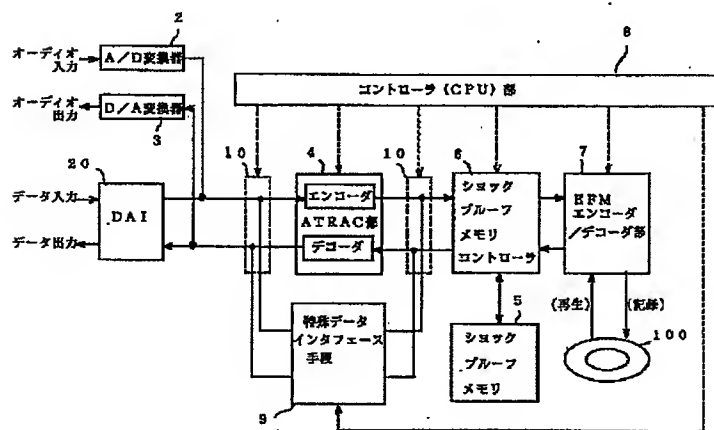 8
2
オーディオ
入力
A/D変換器
コントローラ(CPU)部
オーディオ
出力
D/A変換器
3
20
10
4
10
6
7
データ入力
DAI
エンコーダ
ATRAC部
デコーダ
ショック
プルーフ
メモリ
コントローラ
EFM
エンコーダ
/デコーダ部
データ出力
(再生)
(記録)
特殊データ
インタフェース
手段
5
ショック
プルーフ
メモリ
100
9